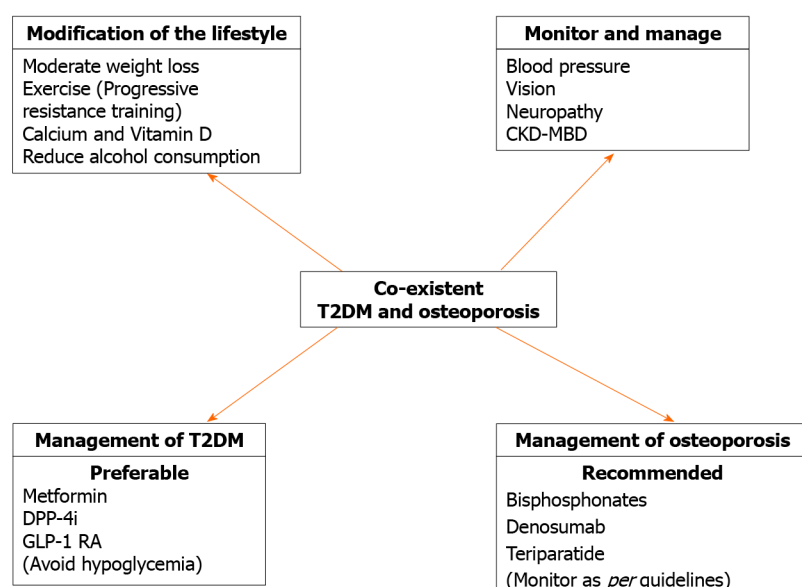 Modification of the lifestyle
Moderate weight loss
Exercise (Progressive
resistance training)
Calcium and Vitamin D
Reduce alcohol consumption
Monitor and manage
Blood pressure
Vision
Neuropathy
CKD-MBD
Co-existent
T2DM and osteoporosis
Management of T2DM
Preferable
Metformin
DPP-4i
GLP-1 RA
(Avoid hypoglycemia)
Management of osteoporosis
Recommended
Bisphosphonates
Denosumab
Teriparatide
(Monitor as per guidelines)